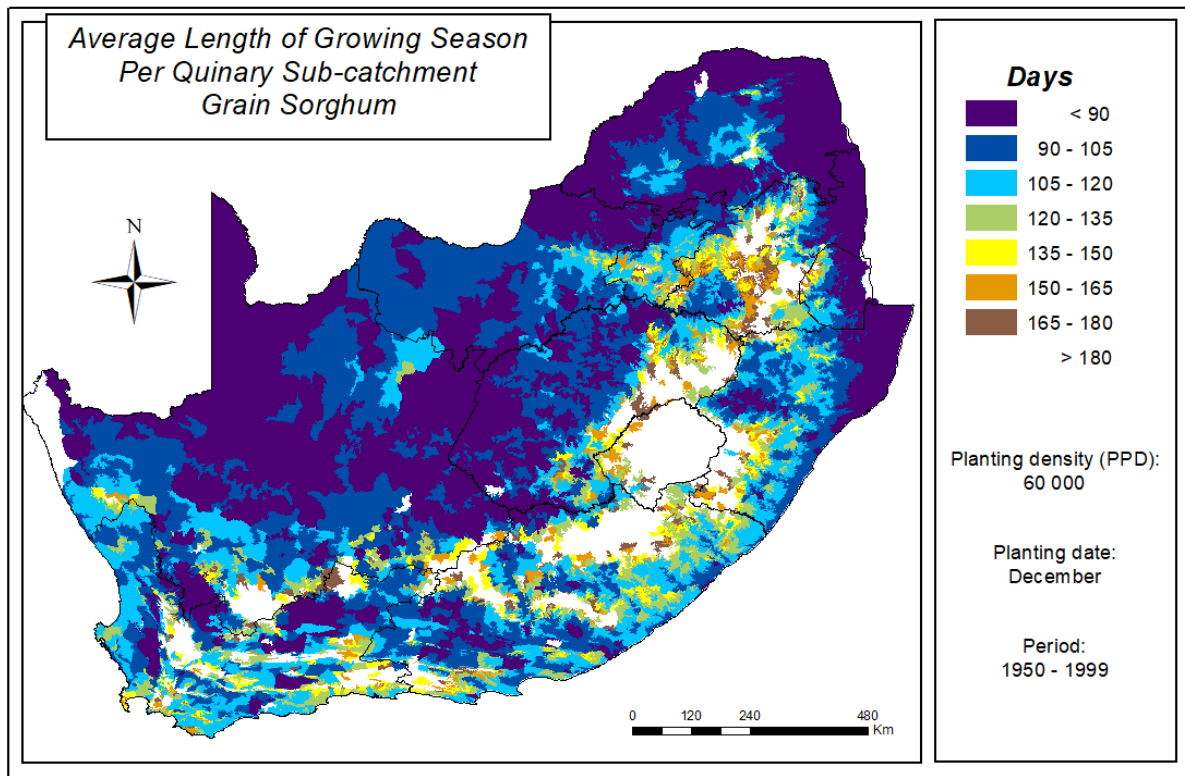 Average Length of Growing Season
Per Quinary Sub-catchment
Grain Sorghum
N
Days
< 90
90 - 105
105 - 120
120 - 135
135 - 150
150 - 165
165 - 180
> 180
Planting density (PPD):
60 000
Planting date:
December
Period:
1950 - 1999
0 120 240 480
Km